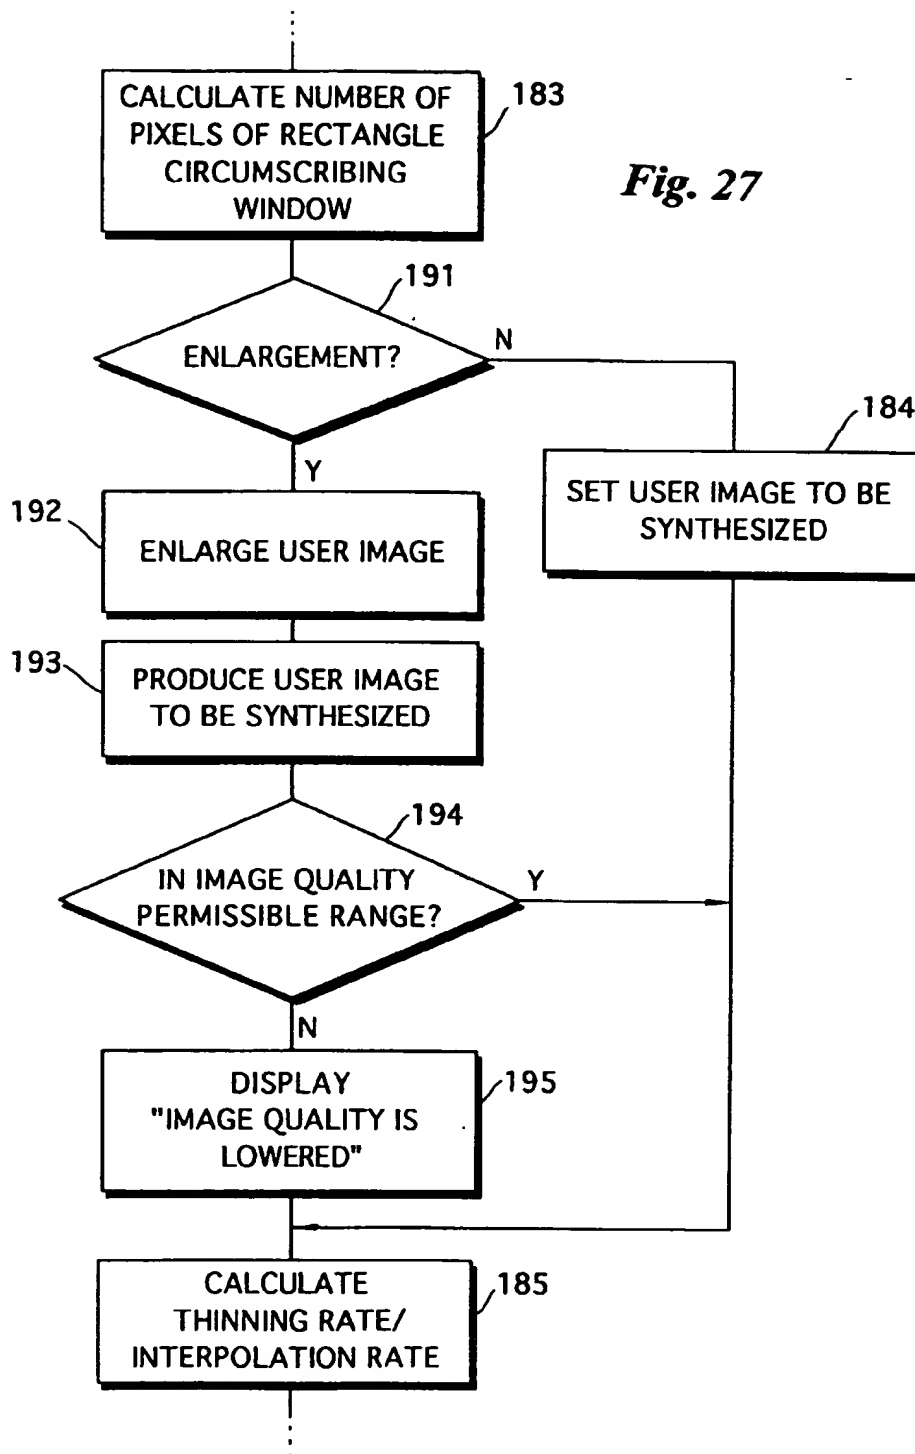 CALCULATE NUMBER OF
PIXELS OF RECTANGLE
CIRCUMSCRIBING
WINDOW
183
Fig. 27
191
ENLARGEMENT?
N
Y
184
SET USER IMAGE TO BE
SYNTHESIZED
192
ENLARGE USER IMAGE
193
PRODUCE USER IMAGE
TO BE SYNTHESIZED
194
IN IMAGE QUALITY
PERMISSIBLE RANGE?
Y
N
DISPLAY
"IMAGE QUALITY IS
LOWERED"
195
CALCULATE
THINNING RATE/
INTERPOLATION RATE
185